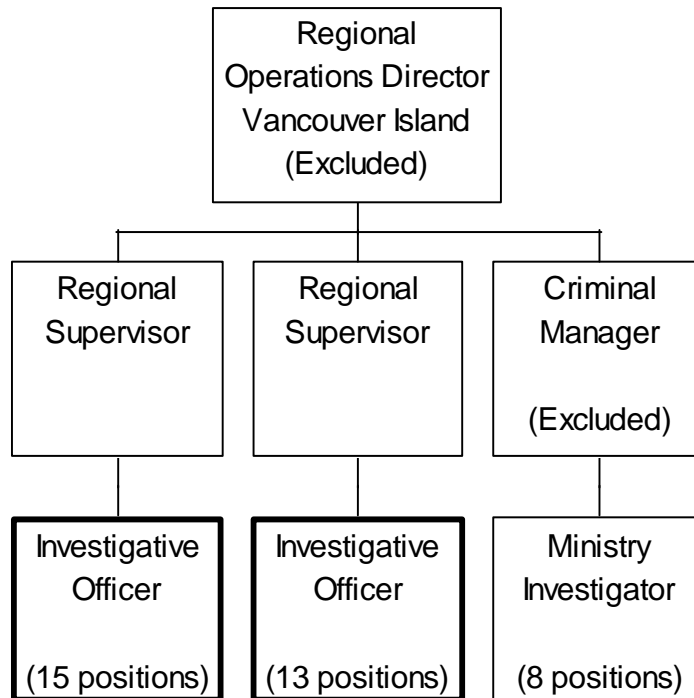 Regional
Operations Director
Vancouver Island
(Excluded)
Regional
Supervisor
Regional
Supervisor
Criminal
Manager
(Excluded)
Investigative
Officer
(15 positions)
Investigative
Officer
(13 positions)
Ministry
Investigator
(8 positions)